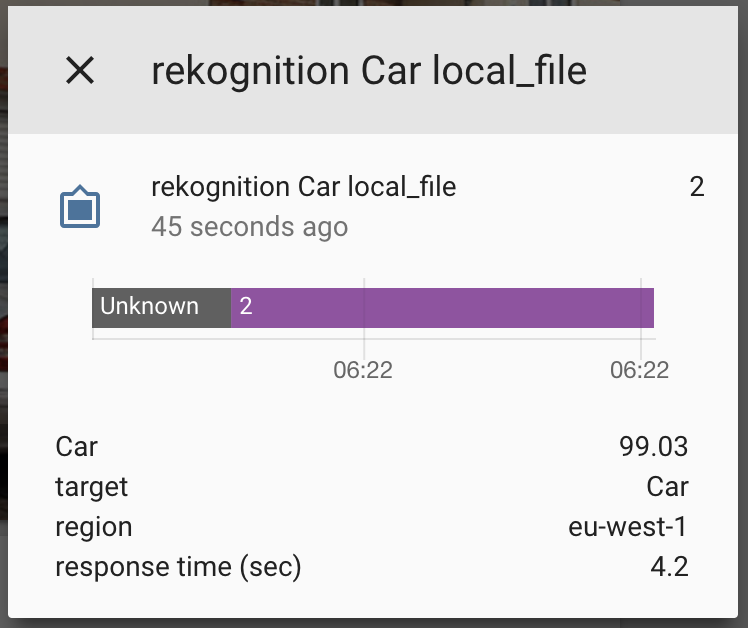 rekognition Car local_file
rekognition Car local_file 2
45 seconds ago
Unknown 2
06:22 06:22
Car 99.03
target Car
region eu-west-1
response time (sec) 4.2